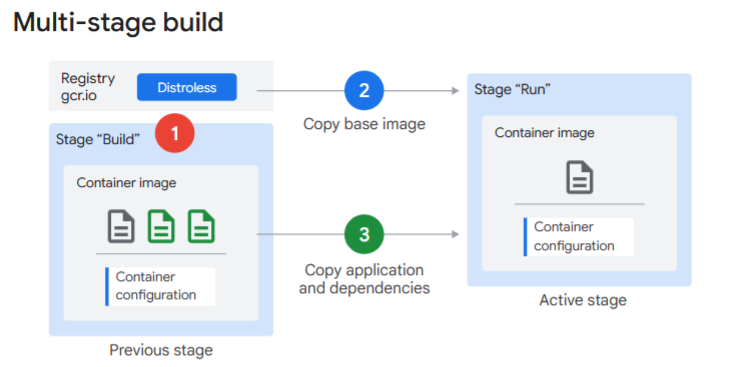 Multi-stage build
Registry
gcr.io
Distroless
2
Copy base image
Stage “Run”
Container image
Container
configuration
Active stage
1
Stage “Build”
Container image
Container
configuration
Previous stage
3
Copy application
and dependencies